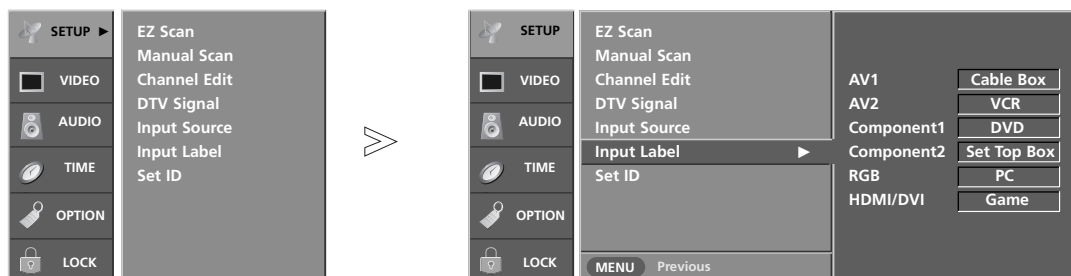 SETUP ►
VIDEO
AUDIO
TIME
OPTION
LOCK
EZ Scan
Manual Scan
Channel Edit
DTV Signal
Input Source
Input Label
Set ID
SETUP
VIDEO
AUDIO
TIME
OPTION
LOCK
EZ Scan
Manual Scan
Channel Edit
DTV Signal
Input Source
Input Label ►
Set ID
MENU Previous
AV1 Cable Box
AV2 VCR
Component1 DVD
Component2 Set Top Box
RGB PC
HDMI/DVI Game